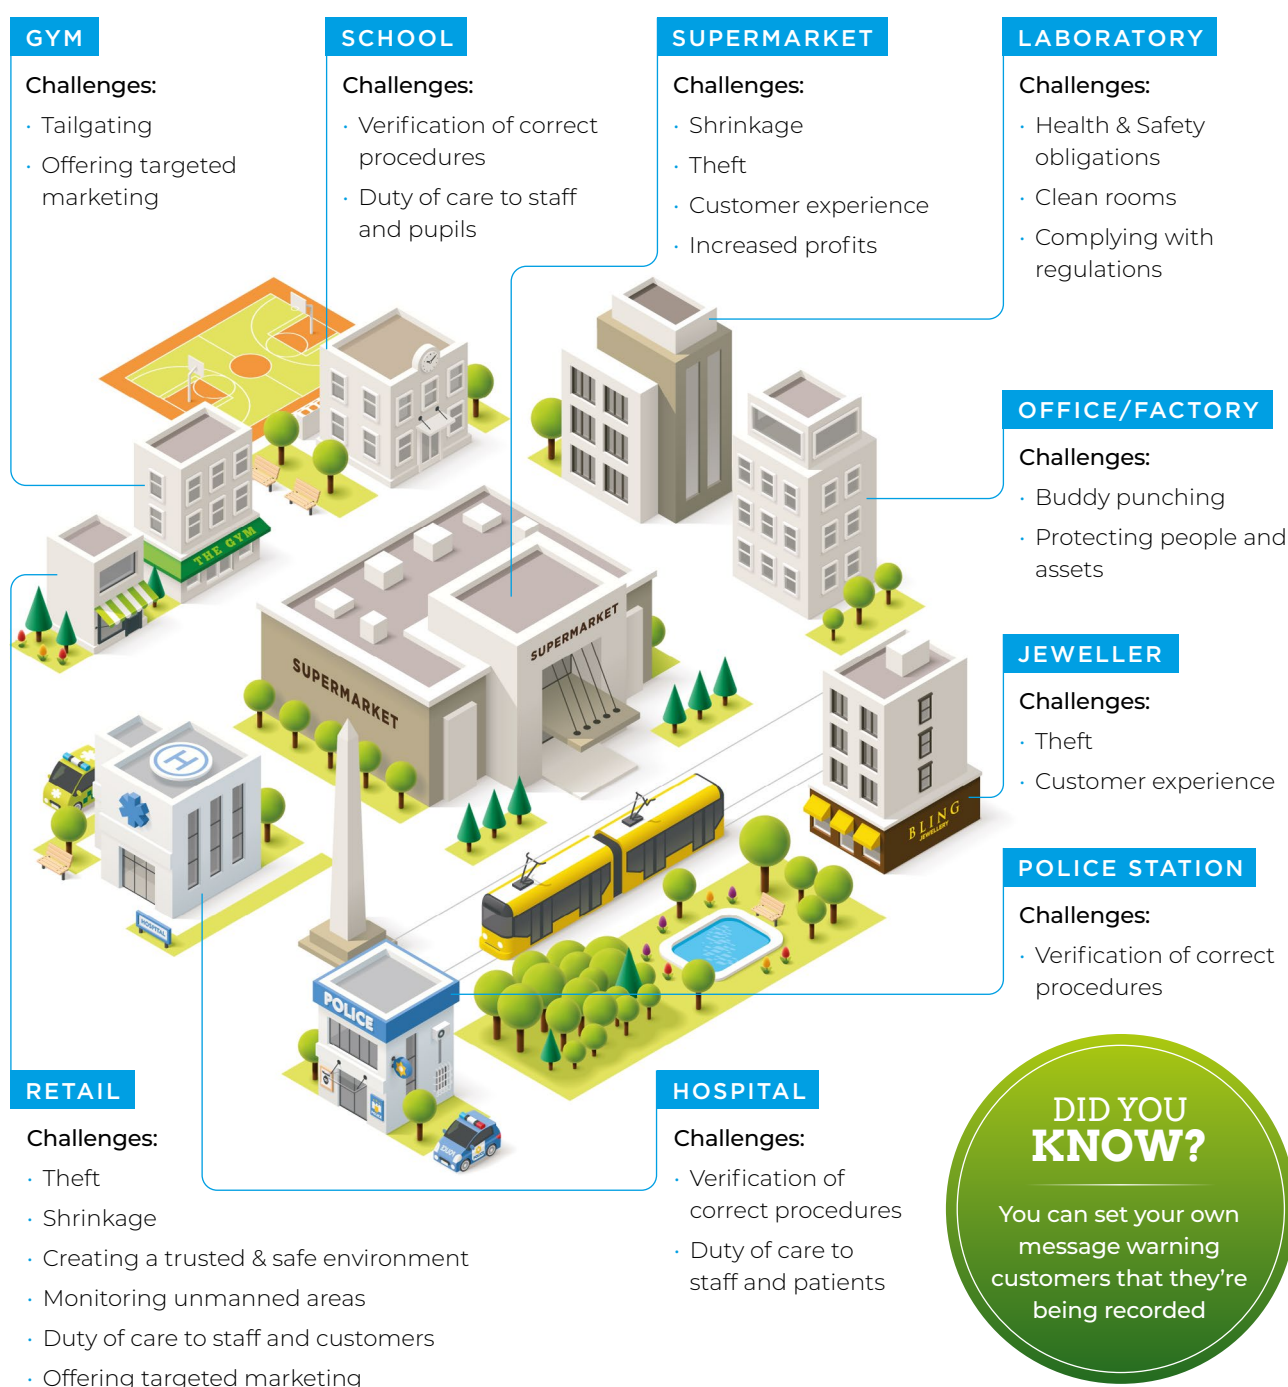 GYM
Challenges:
· Tailgating
· Offering targeted
marketing
SCHOOL
Challenges:
· Verification of correct
procedures
· Duty of care to staff
and pupils
SUPERMARKET
Challenges:
· Shrinkage
· Theft
· Customer experience
· Increased profits
LABORATORY
Challenges:
· Health & Safety
obligations
· Clean rooms
· Complying with
regulations
OFFICE/FACTORY
Challenges:
· Buddy punching
· Protecting people and
assets
JEWELLER
Challenges:
· Theft
· Customer experience
POLICE STATION
Challenges:
· Verification of correct
procedures
THE GYM
SUPERMARKET
SUPERMARKET
BLING
JEWELLERY
H
HOSPITAL
POLICE
RETAIL
Challenges:
· Theft
· Shrinkage
· Creating a trusted & safe environment
· Monitoring unmanned areas
· Duty of care to staff and customers
· Offering targeted marketing
HOSPITAL
Challenges:
· Verification of
correct procedures
· Duty of care to
staff and patients
DID YOU
KNOW?
You can set your own
message warning
customers that they're
being recorded